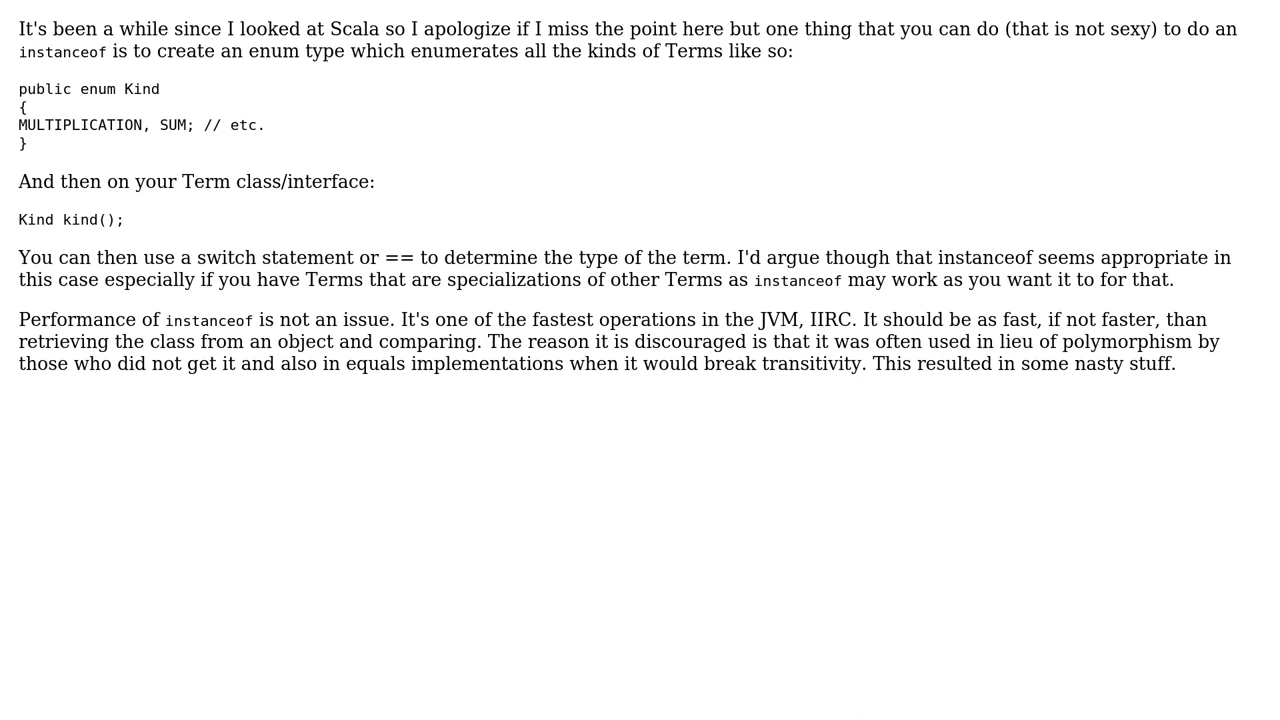 It's been a while since I looked at Scala so I apologize if I miss the point here but one thing that you can do (that is not sexy) to do an
instanceof is to create an enum type which enumerates all the kinds of Terms like so:
public enum Kind
{
MULTIPLICATION, SUM; // etc.
}
And then on your Term class/interface:
Kind kind();
You can then use a switch statement or == to determine the type of the term. I'd argue though that instanceof seems appropriate in
this case especially if you have Terms that are specializations of other Terms as instanceof may work as you want it to for that.
Performance of instanceof is not an issue. It's one of the fastest operations in the JVM, IIRC. It should be as fast, if not faster, than
retrieving the class from an object and comparing. The reason it is discouraged is that it was often used in lieu of polymorphism by
those who did not get it and also in equals implementations when it would break transitivity. This resulted in some nasty stuff.